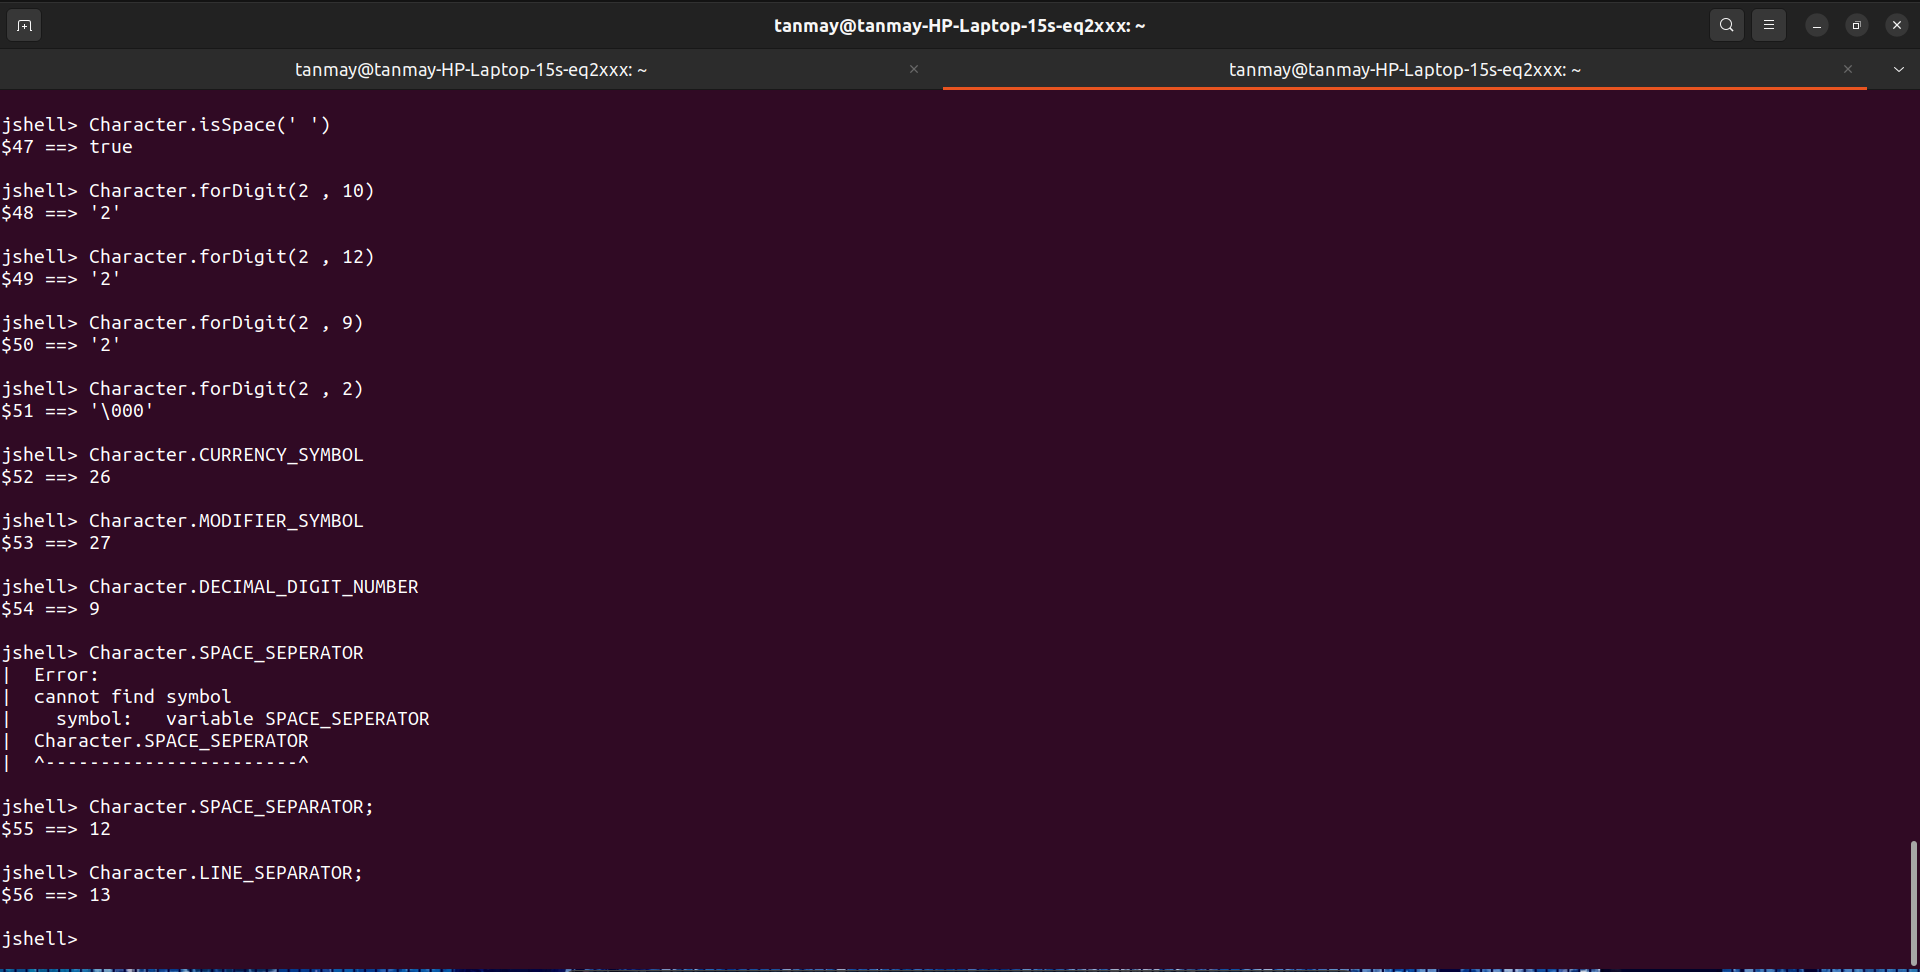 tanmay@tanmay-HP-Laptop-15s-eq2xxx: ~
tanmay@tanmay-HP-Laptop-15s-eq2xxx: ~
tanmay@tanmay-HP-Laptop-15s-eq2xxx: ~
jshell> Character.isSpace(' ')
$47 ==> true
jshell> Character.forDigit(2 , 10)
$48 ==> '2'
jshell> Character.forDigit(2 , 12)
$49 ==> '2'
jshell> Character.forDigit(2 , 9)
$50 ==> '2'
jshell> Character.forDigit(2 , 2)
$51 ==> '\000'
jshell> Character.CURRENCY_SYMBOL
$52 ==> 26
jshell> Character.MODIFIER_SYMBOL
$53 ==> 27
jshell> Character.DECIMAL_DIGIT_NUMBER
$54 ==> 9
jshell> Character.SPACE_SEPERATOR
|  Error:
|  cannot find symbol
|    symbol:   variable SPACE_SEPERATOR
|  Character.SPACE_SEPERATOR
|  ^-----------------------^
jshell> Character.SPACE_SEPARATOR;
$55 ==> 12
jshell> Character.LINE_SEPARATOR;
$56 ==> 13
jshell>